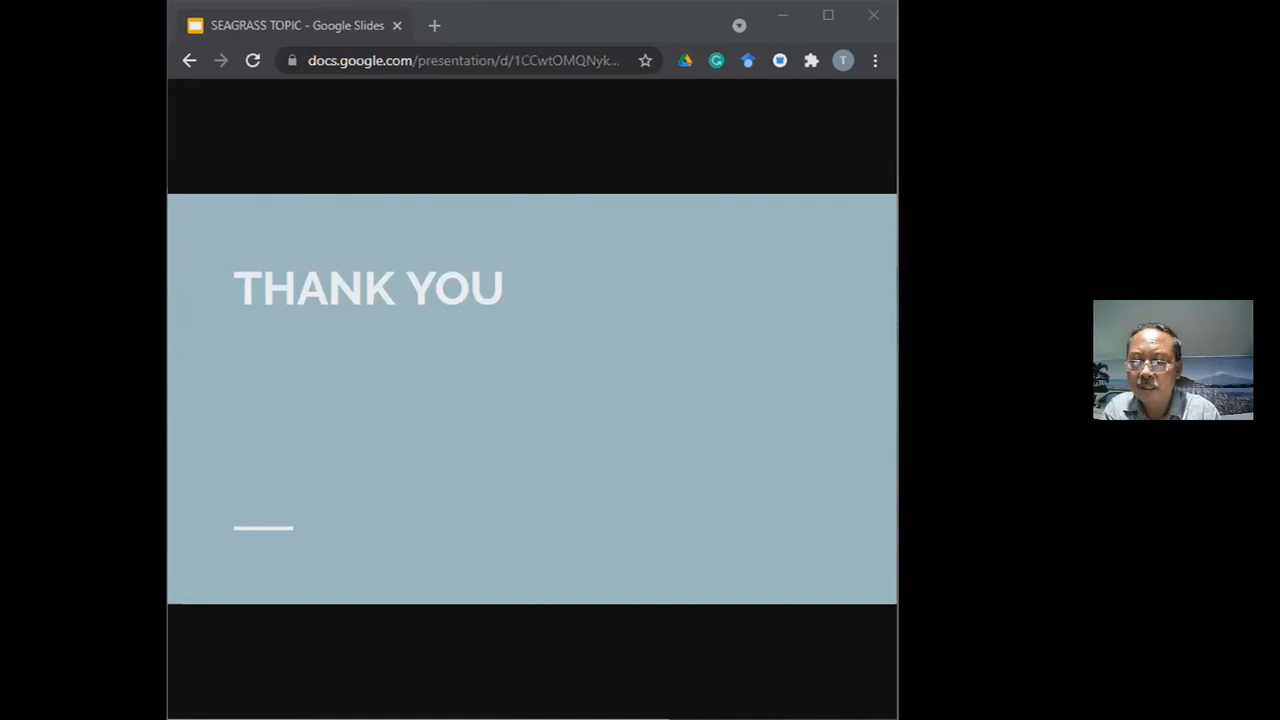 SEAGRASS TOPIC - Google Slides
docs.google.com/presentation/d/1CCwtOMQNyk...
T
THANK YOU